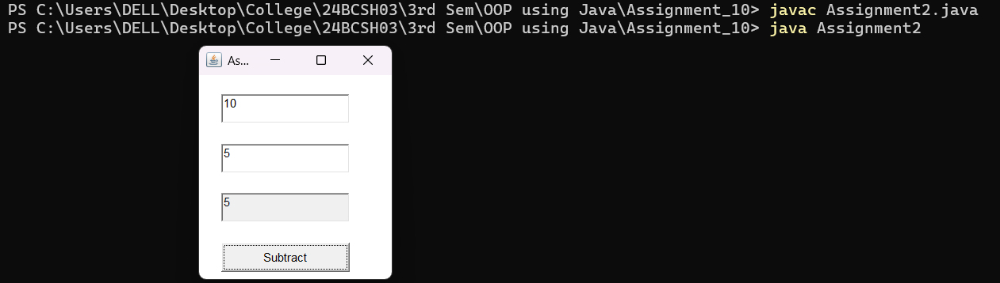 PS C:\Users\DELL\Desktop\College\24BCSH03\3rd Sem\OOP using Java\Assignment_10> javac Assignment2.java
PS C:\Users\DELL\Desktop\College\24BCSH03\3rd Sem\OOP using Java\Assignment_10> java Assignment2
As...
10
5
5
Subtract